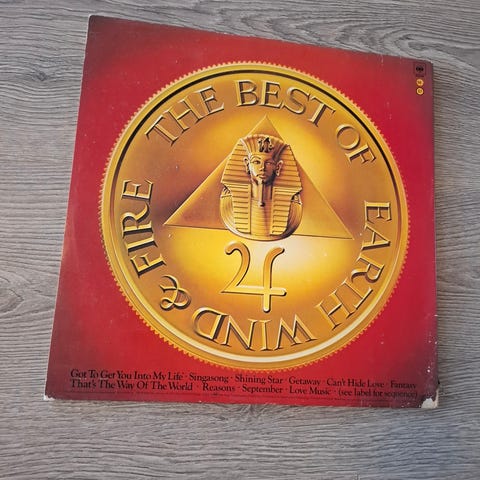 THE BEST OF EARTH WIND & FIRE
Got To Get You Into My Life · Singasong · Shining Star · Getaway · Can't Hide Love · Fantasy
That's The Way Of The World · Reasons · September · Love Music · (see label for sequence)